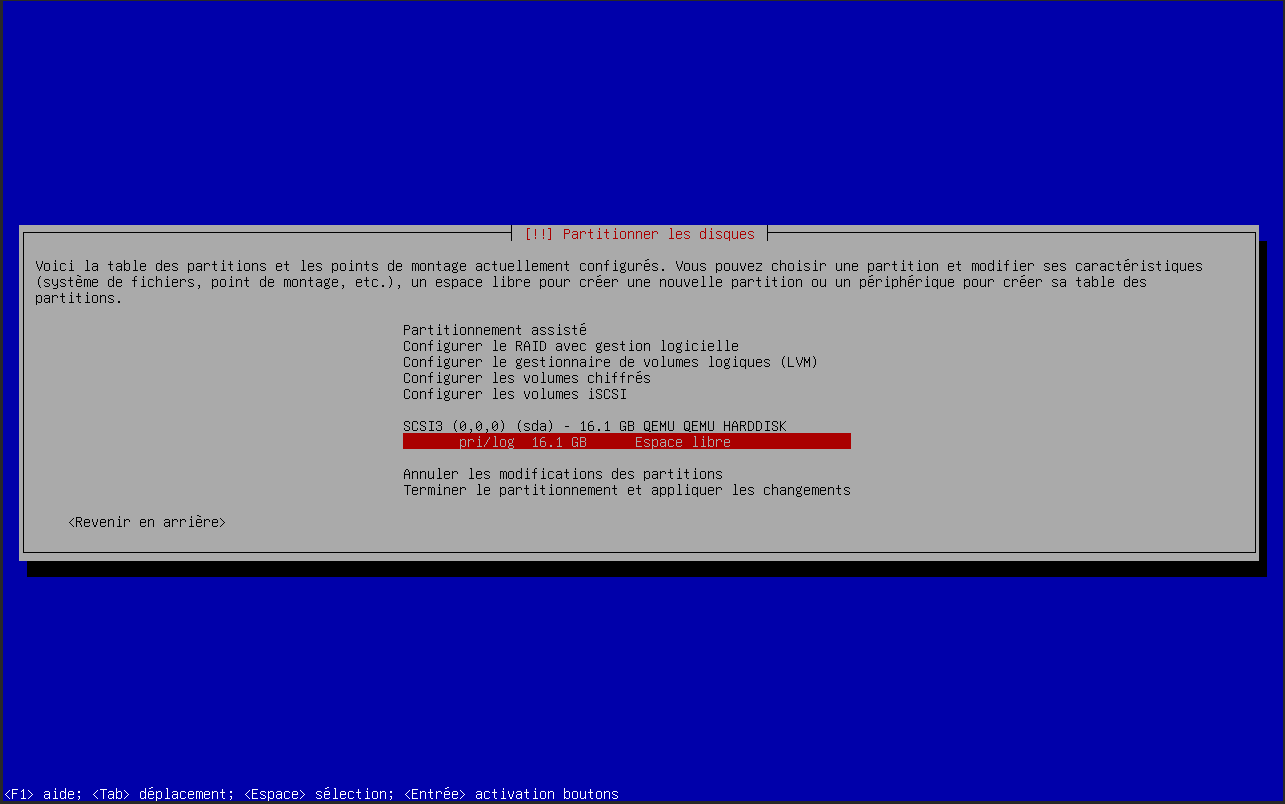 [!!] Partitionner les disques
Voici la table des partitions et les points de montage actuellement configurés. Vous pouvez choisir une partition et modifier ses caractéristiques
(système de fichiers, point de montage, etc.), un espace libre pour créer une nouvelle partition ou un périphérique pour créer sa table des
partitions.
Partitionnement assisté
Configurer le RAID avec gestion logicielle
Configurer le gestionnaire de volumes logiques (LVM)
Configurer les volumes chiffrés
Configurer les volumes iSCSI
SCSI3 (0,0,0) (sda) - 16.1 GB QEMU QEMU HARDDISK
pri/log 16.1 GB Espace libre
Annuler les modifications des partitions
Terminer le partitionnement et appliquer les changements
<Revenir en arrière>
<F1> aide; <Tab> déplacement; <Espace> sélection; <Entrée> activation boutons